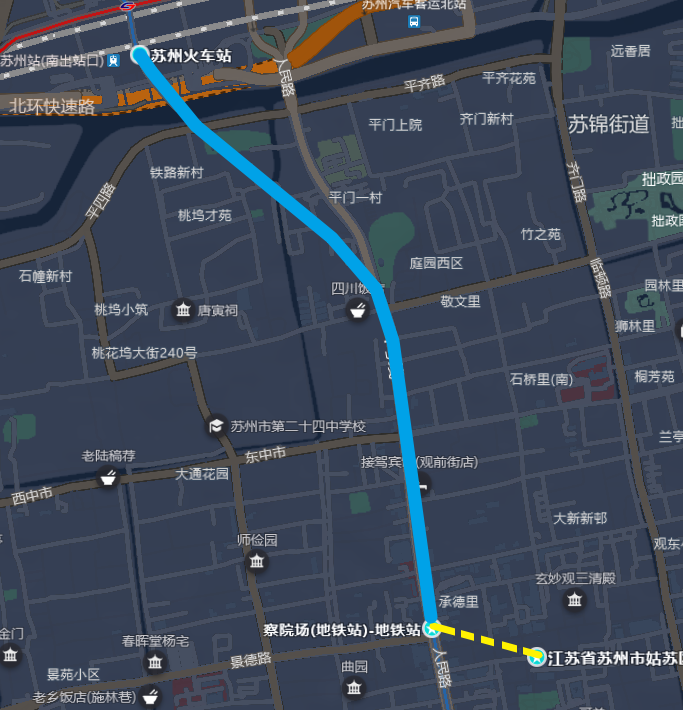 苏州汽车客运北站
苏州站(南出站口)
苏州火车站
远香居
人民路
平齐路
平齐花苑
北环快速路
平门上院
齐门新村
苏锦街道
铁路新村
齐门路
拙政园
平四路
平门一村
桃坞才苑
拙政园
竹之苑
石幢新村
庭园西区
临顿路
园林里
四川饭
敬文里
桃坞小筑
唐寅祠
狮林里
桃花坞大街240号
石桥里(南)
桐芳苑
苏州市第二十四中学校
兰亭
老陆稿荐
东中市
接驾宾
(观前街店)
大通花园
西中市
大新新邨
师俭园
观东
玄妙观三清殿
承德里
察院场(地铁站)-地铁站
金门
春晖堂杨宅
景德路
人民路
江苏省苏州市姑苏区
景苑小区
曲园
老乡饭店(施林巷)